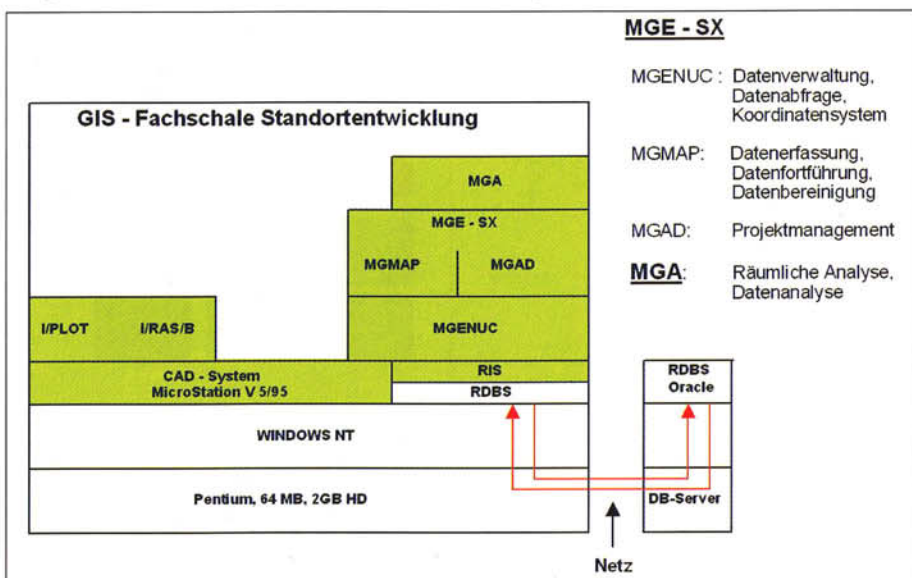 GIS - Fachschale Standortentwicklung
MGA
MGE - SX
MGMAP
MGAD
I/PLOT
I/RAS/B
MGENUC
CAD - System
MicroStation V 5/95
RIS
RDBS
WINDOWS NT
Pentium, 64 MB, 2GB HD
RDBS
Oracle
DB-Server
Netz
MGE - SX
MGENUC : Datenverwaltung,
Datenabfrage,
Koordinatensystem
MGMAP: Datenerfassung,
Datenfortführung,
Datenbereinigung
MGAD: Projektmanagement
MGA: Räumliche Analyse,
Datenanalyse